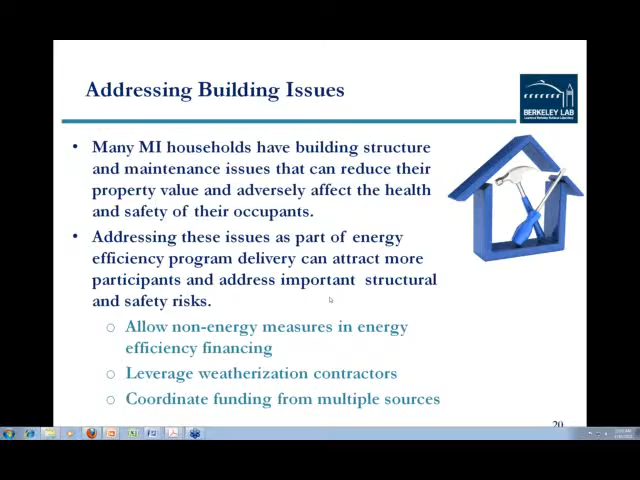 Addressing Building Issues
BERKELEY LAB
• Many MI households have building structure
and maintenance issues that can reduce their
property value and adversely affect the health
and safety of their occupants.
• Addressing these issues as part of energy
efficiency program delivery can attract more
participants and address important structural
and safety risks.
○ Allow non-energy measures in energy
efficiency financing
○ Leverage weatherization contractors
○ Coordinate funding from multiple sources
20